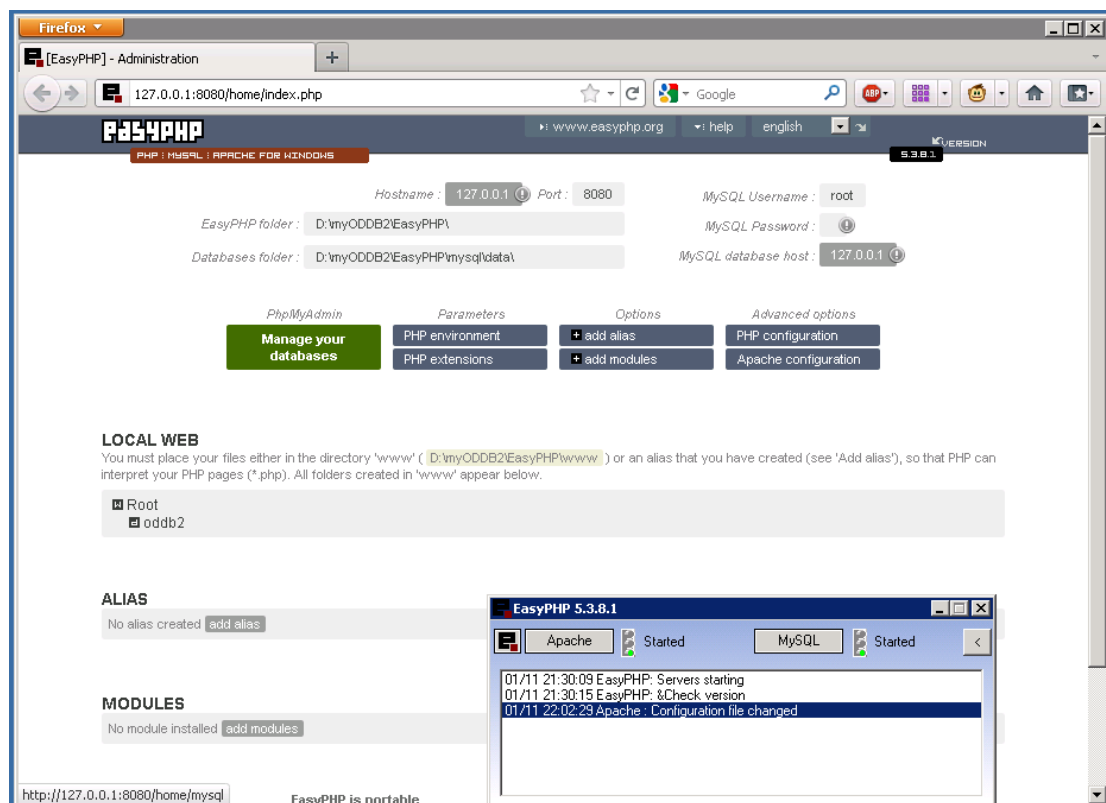 Firefox
[EasyPHP] - Administration
+
127.0.0.1:8080/home/index.php
Google
ABP
easyPHP
PHP : MYSQL : APACHE FOR WINDOWS
www.easyphp.org
help
english
VERSION
5.3.8.1
Hostname : 127.0.0.1 Port : 8080
MySQL Username : root
EasyPHP folder : D:\myODDB2\EasyPHP\
MySQL Password :
Databases folder : D:\myODDB2\EasyPHP\mysql\data\
MySQL database host : 127.0.0.1
PhpMyAdmin
Parameters
Options
Advanced options
Manage your
databases
PHP environment
add alias
PHP configuration
PHP extensions
add modules
Apache configuration
LOCAL WEB
You must place your files either in the directory 'www' ( D:\myODDB2\EasyPHP\www ) or an alias that you have created (see 'Add alias'), so that PHP can
interpret your PHP pages (*.php). All folders created in 'www' appear below.
Root
oddb2
ALIAS
No alias created add alias
MODULES
No module installed add modules
EasyPHP 5.3.8.1
Apache Started MySQL Started <
01/11 21:30:09 EasyPHP: Servers starting
01/11 21:30:15 EasyPHP: &Check version
01/11 22:02:29 Apache : Configuration file changed
http://127.0.0.1:8080/home/mysql
EasyPHP is portable